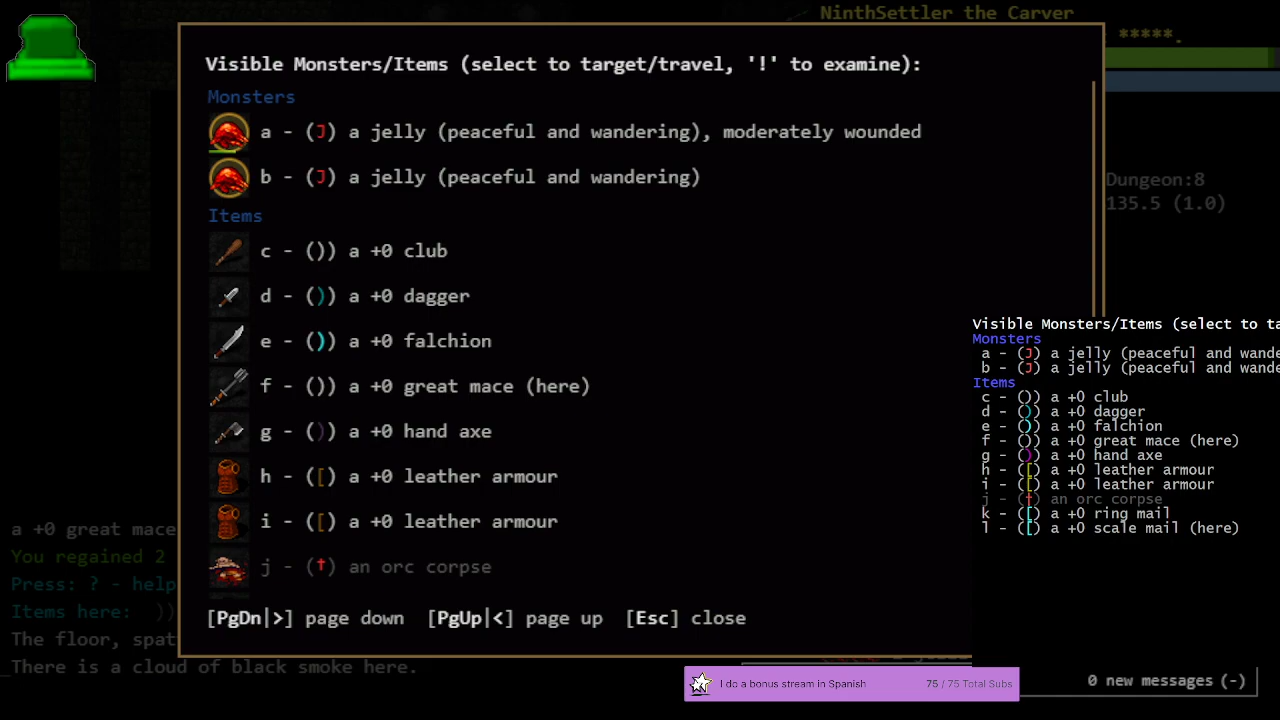 NinthSettler the Carver
*****.
Visible Monsters/Items (select to target/travel, '!' to examine):
Monsters
a - (J) a jelly (peaceful and wandering), moderately wounded
b - (J) a jelly (peaceful and wandering)
Items
c - ()) a +0 club
d - ()) a +0 dagger
e - ()) a +0 falchion
f - ()) a +0 great mace (here)
g - ()) a +0 hand axe
h - ([) a +0 leather armour
i - ([) a +0 leather armour
j - (†) an orc corpse
[PgDn|>] page down [PgUp|<] page up [Esc] close
Dungeon:8
135.5 (1.0)
Visible Monsters/Items (select to ta
Monsters
a - (J) a jelly (peaceful and wande
b - (J) a jelly (peaceful and wande
Items
c - ()) a +0 club
d - ()) a +0 dagger
e - ()) a +0 falchion
f - ()) a +0 great mace (here)
g - ()) a +0 hand axe
h - ([) a +0 leather armour
i - ([) a +0 leather armour
j - (†) an orc corpse
k - ([) a +0 ring mail
l - ([) a +0 scale mail (here)
a +0 great mace
You regained 2
Press: ? - help
Items here: ))
The floor, spat
_There is a cloud of black smoke here.
I do a bonus stream in Spanish 75 / 75 Total Subs
0 new messages (-)